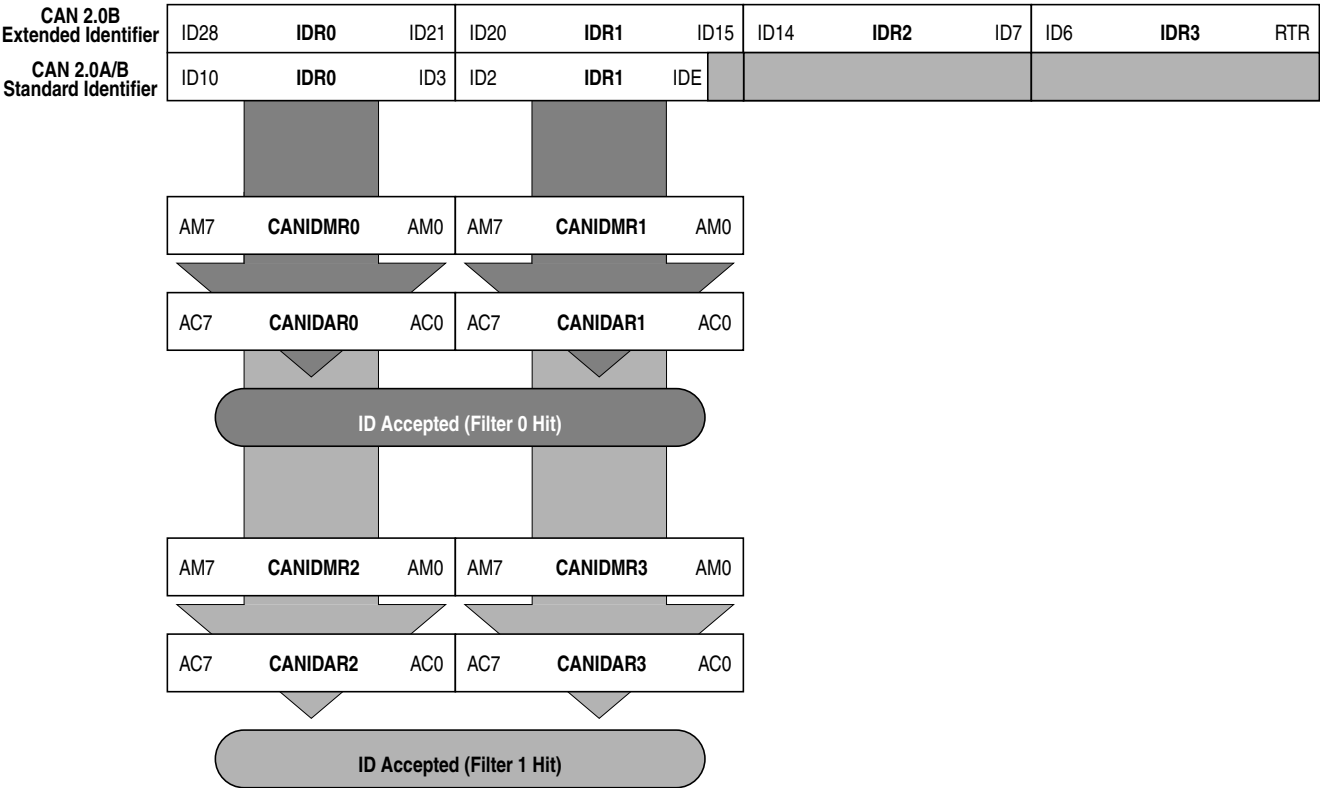 CAN 2.0B
Extended Identifier
ID28 IDR0 ID21 ID20 IDR1 ID15 ID14 IDR2 ID7 ID6 IDR3 RTR
CAN 2.0A/B
Standard Identifier
ID10 IDR0 ID3 ID2 IDR1 IDE
AM7 CANIDMR0 AM0 AM7 CANIDMR1 AM0
AC7 CANIDAR0 AC0 AC7 CANIDAR1 AC0
ID Accepted (Filter 0 Hit)
AM7 CANIDMR2 AM0 AM7 CANIDMR3 AM0
AC7 CANIDAR2 AC0 AC7 CANIDAR3 AC0
ID Accepted (Filter 1 Hit)